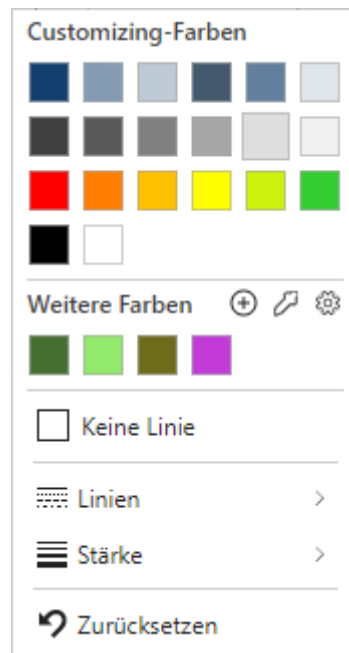 Customizing-Farben
Weitere Farben
Keine Linie
Linien
Stärke
Zurücksetzen